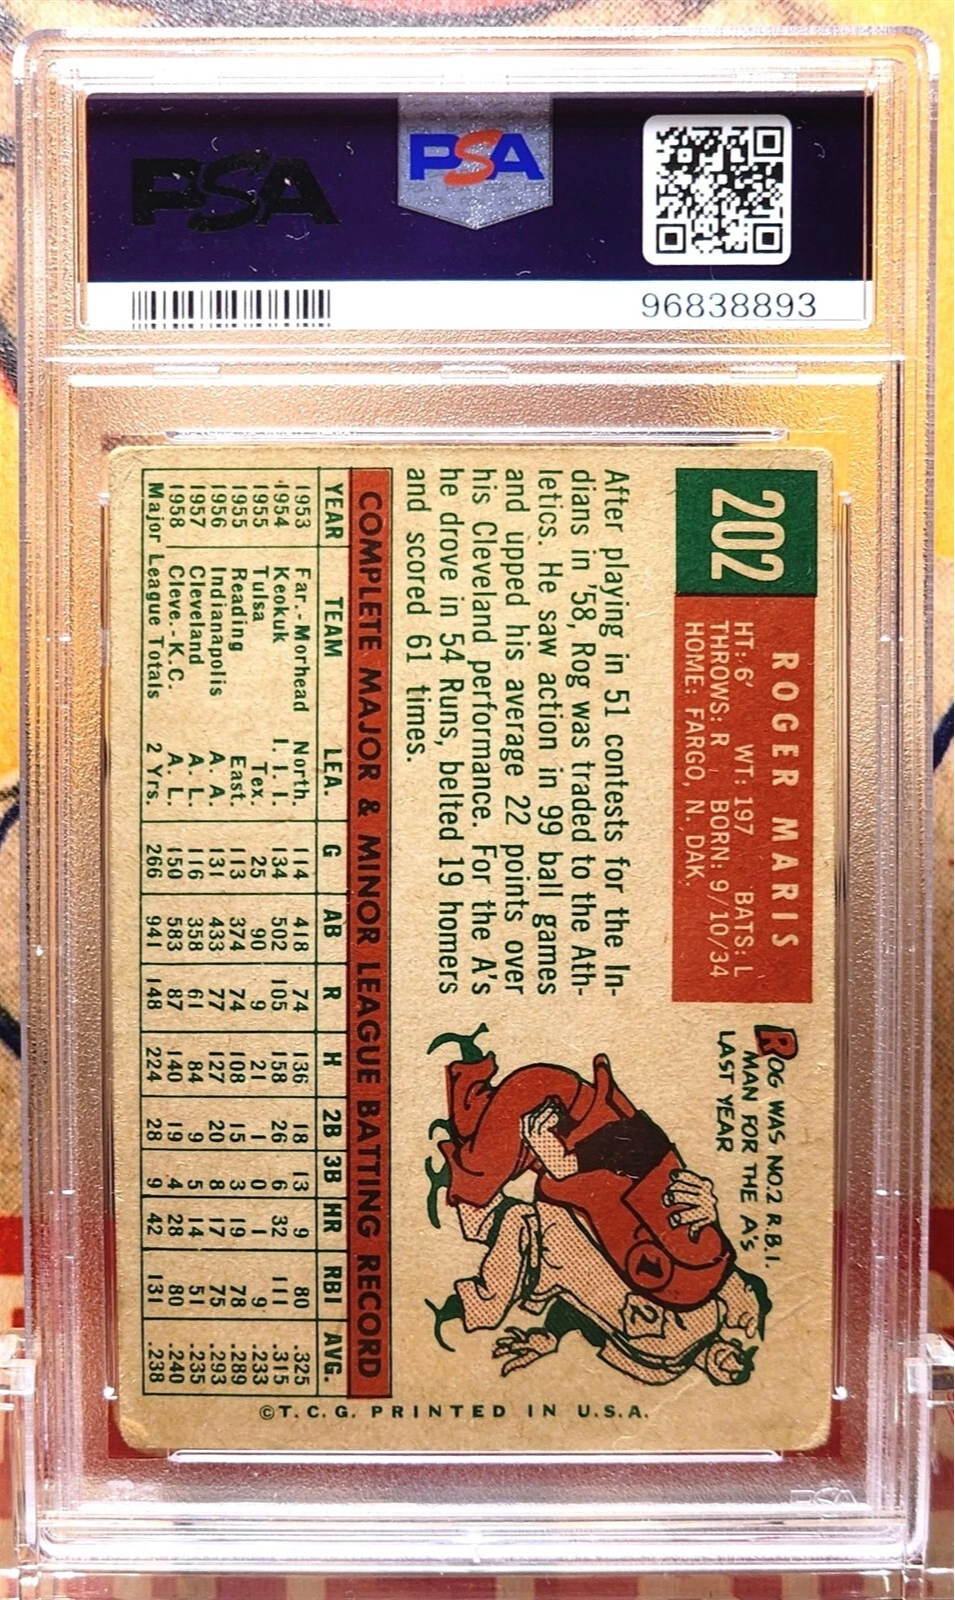 PSA
PSA
96838893
202
ROGER MARIS
HT: 6' WT: 197 BATS: L
THROWS: R BORN: 9/10/34
HOME: FARGO, N. DAK.
After playing in 51 contests for the In-
dians in '58, Rog was traded to the Ath-
letics. He saw action in 99 ball games
and upped his average 22 points over
his Cleveland performance. For the A's
he drove in 54 Runs, belted 19 homers
and scored 61 times.
ROG WAS NO.2 R.B.I.
MAN FOR THE A's
LAST YEAR
1
2
COMPLETE MAJOR & MINOR LEAGUE BATTING RECORD
YEAR TEAM LEA. G AB R H 2B 3B HR RBI AVG.
1953 Far.-Morhead North. 114 418 74 136 18 13 9 80 .325
1954 Keokuk I. I. I. 134 502 105 158 26 6 32 111 .315
1955 Tulsa Tex. 25 90 9 21 1 0 1 9 .233
1955 Reading East. 113 374 74 108 15 3 19 78 .289
1956 Indianapolis A. A. 131 433 77 127 20 8 17 75 .293
1957 Cleveland A. L. 116 358 61 84 9 5 14 51 .235
1958 Cleve.-K.C. A. L. 150 583 87 140 19 4 28 80 .240
Major League Totals 2 Yrs. 266 941 148 224 28 9 42 131 .238
©T.C.G. PRINTED IN U.S.A.
PSA